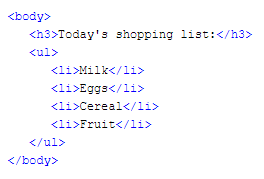 <body>
<h3>Today's shopping list:</h3>
<ul>
<li>Milk</li>
<li>Eggs</li>
<li>Cereal</li>
<li>Fruit</li>
</ul>
</body>